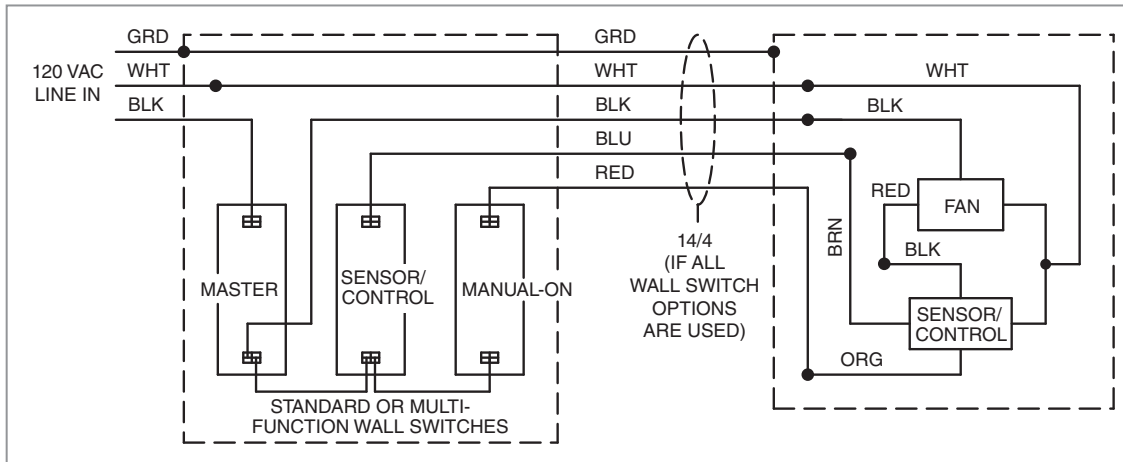 GRD
GRD
120 VAC
LINE IN
WHT
WHT
WHT
BLK
BLK
BLK
BLU
RED
RED
FAN
BRN
BLK
14/4
(IF ALL
WALL SWITCH
OPTIONS
ARE USED)
MASTER
SENSOR/
CONTROL
MANUAL-ON
SENSOR/
CONTROL
ORG
STANDARD OR MULTI-
FUNCTION WALL SWITCHES